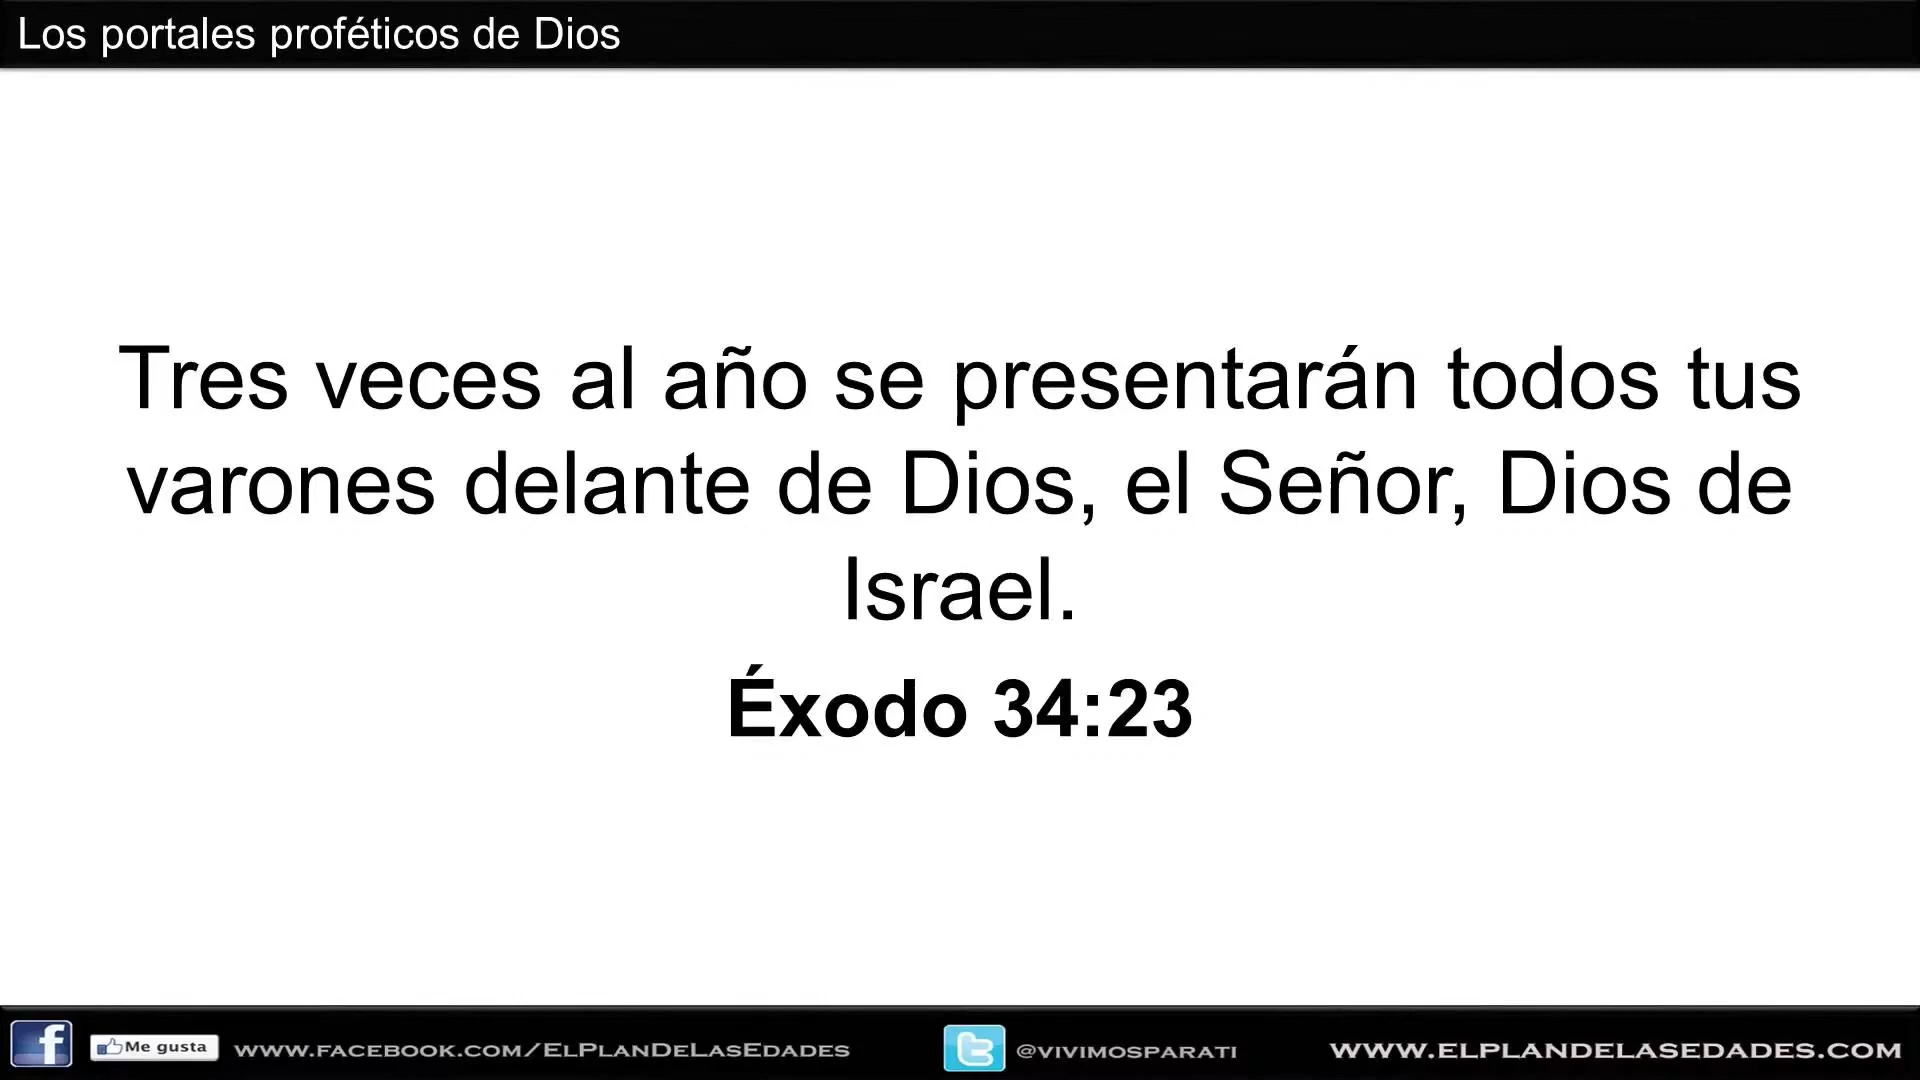 Los portales proféticos de Dios
Tres veces al año se presentarán todos tus
varones delante de Dios, el Señor, Dios de
Israel.
Éxodo 34:23
f Me gusta www.facebook.com/ElPlanDeLasEdades t @vivimosparati www.elplandelasedades.com